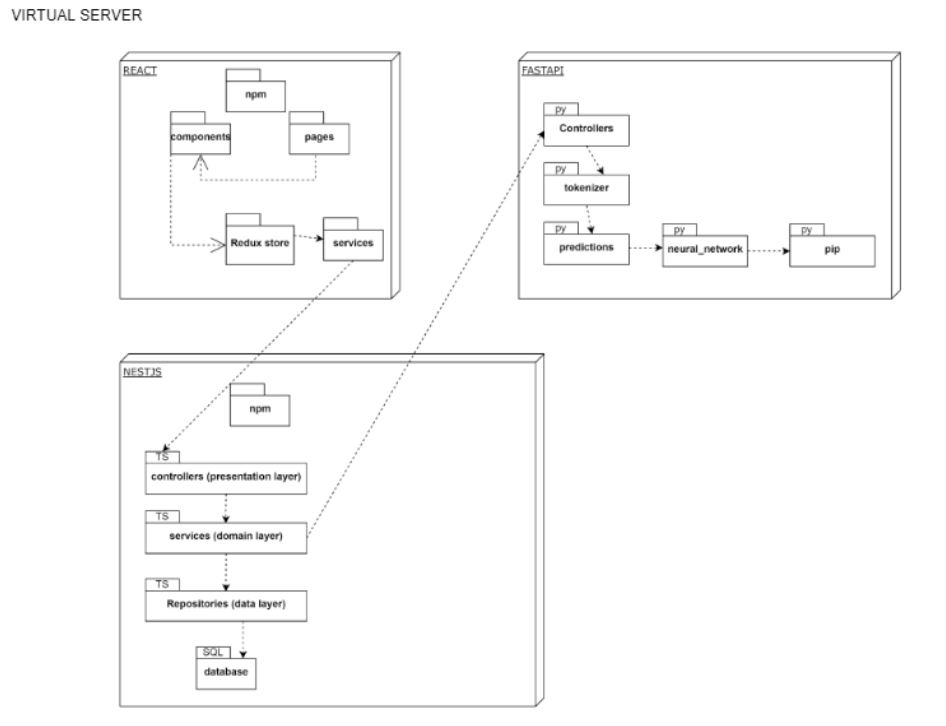 VIRTUAL SERVER
REACT
npm
components
pages
Redux store
services
FASTAPI
py
Controllers
py
tokenizer
py
predictions
py
neural_network
py
pip
NESTJS
npm
TS
controllers (presentation layer)
TS
services (domain layer)
TS
Repositories (data layer)
SQL
database